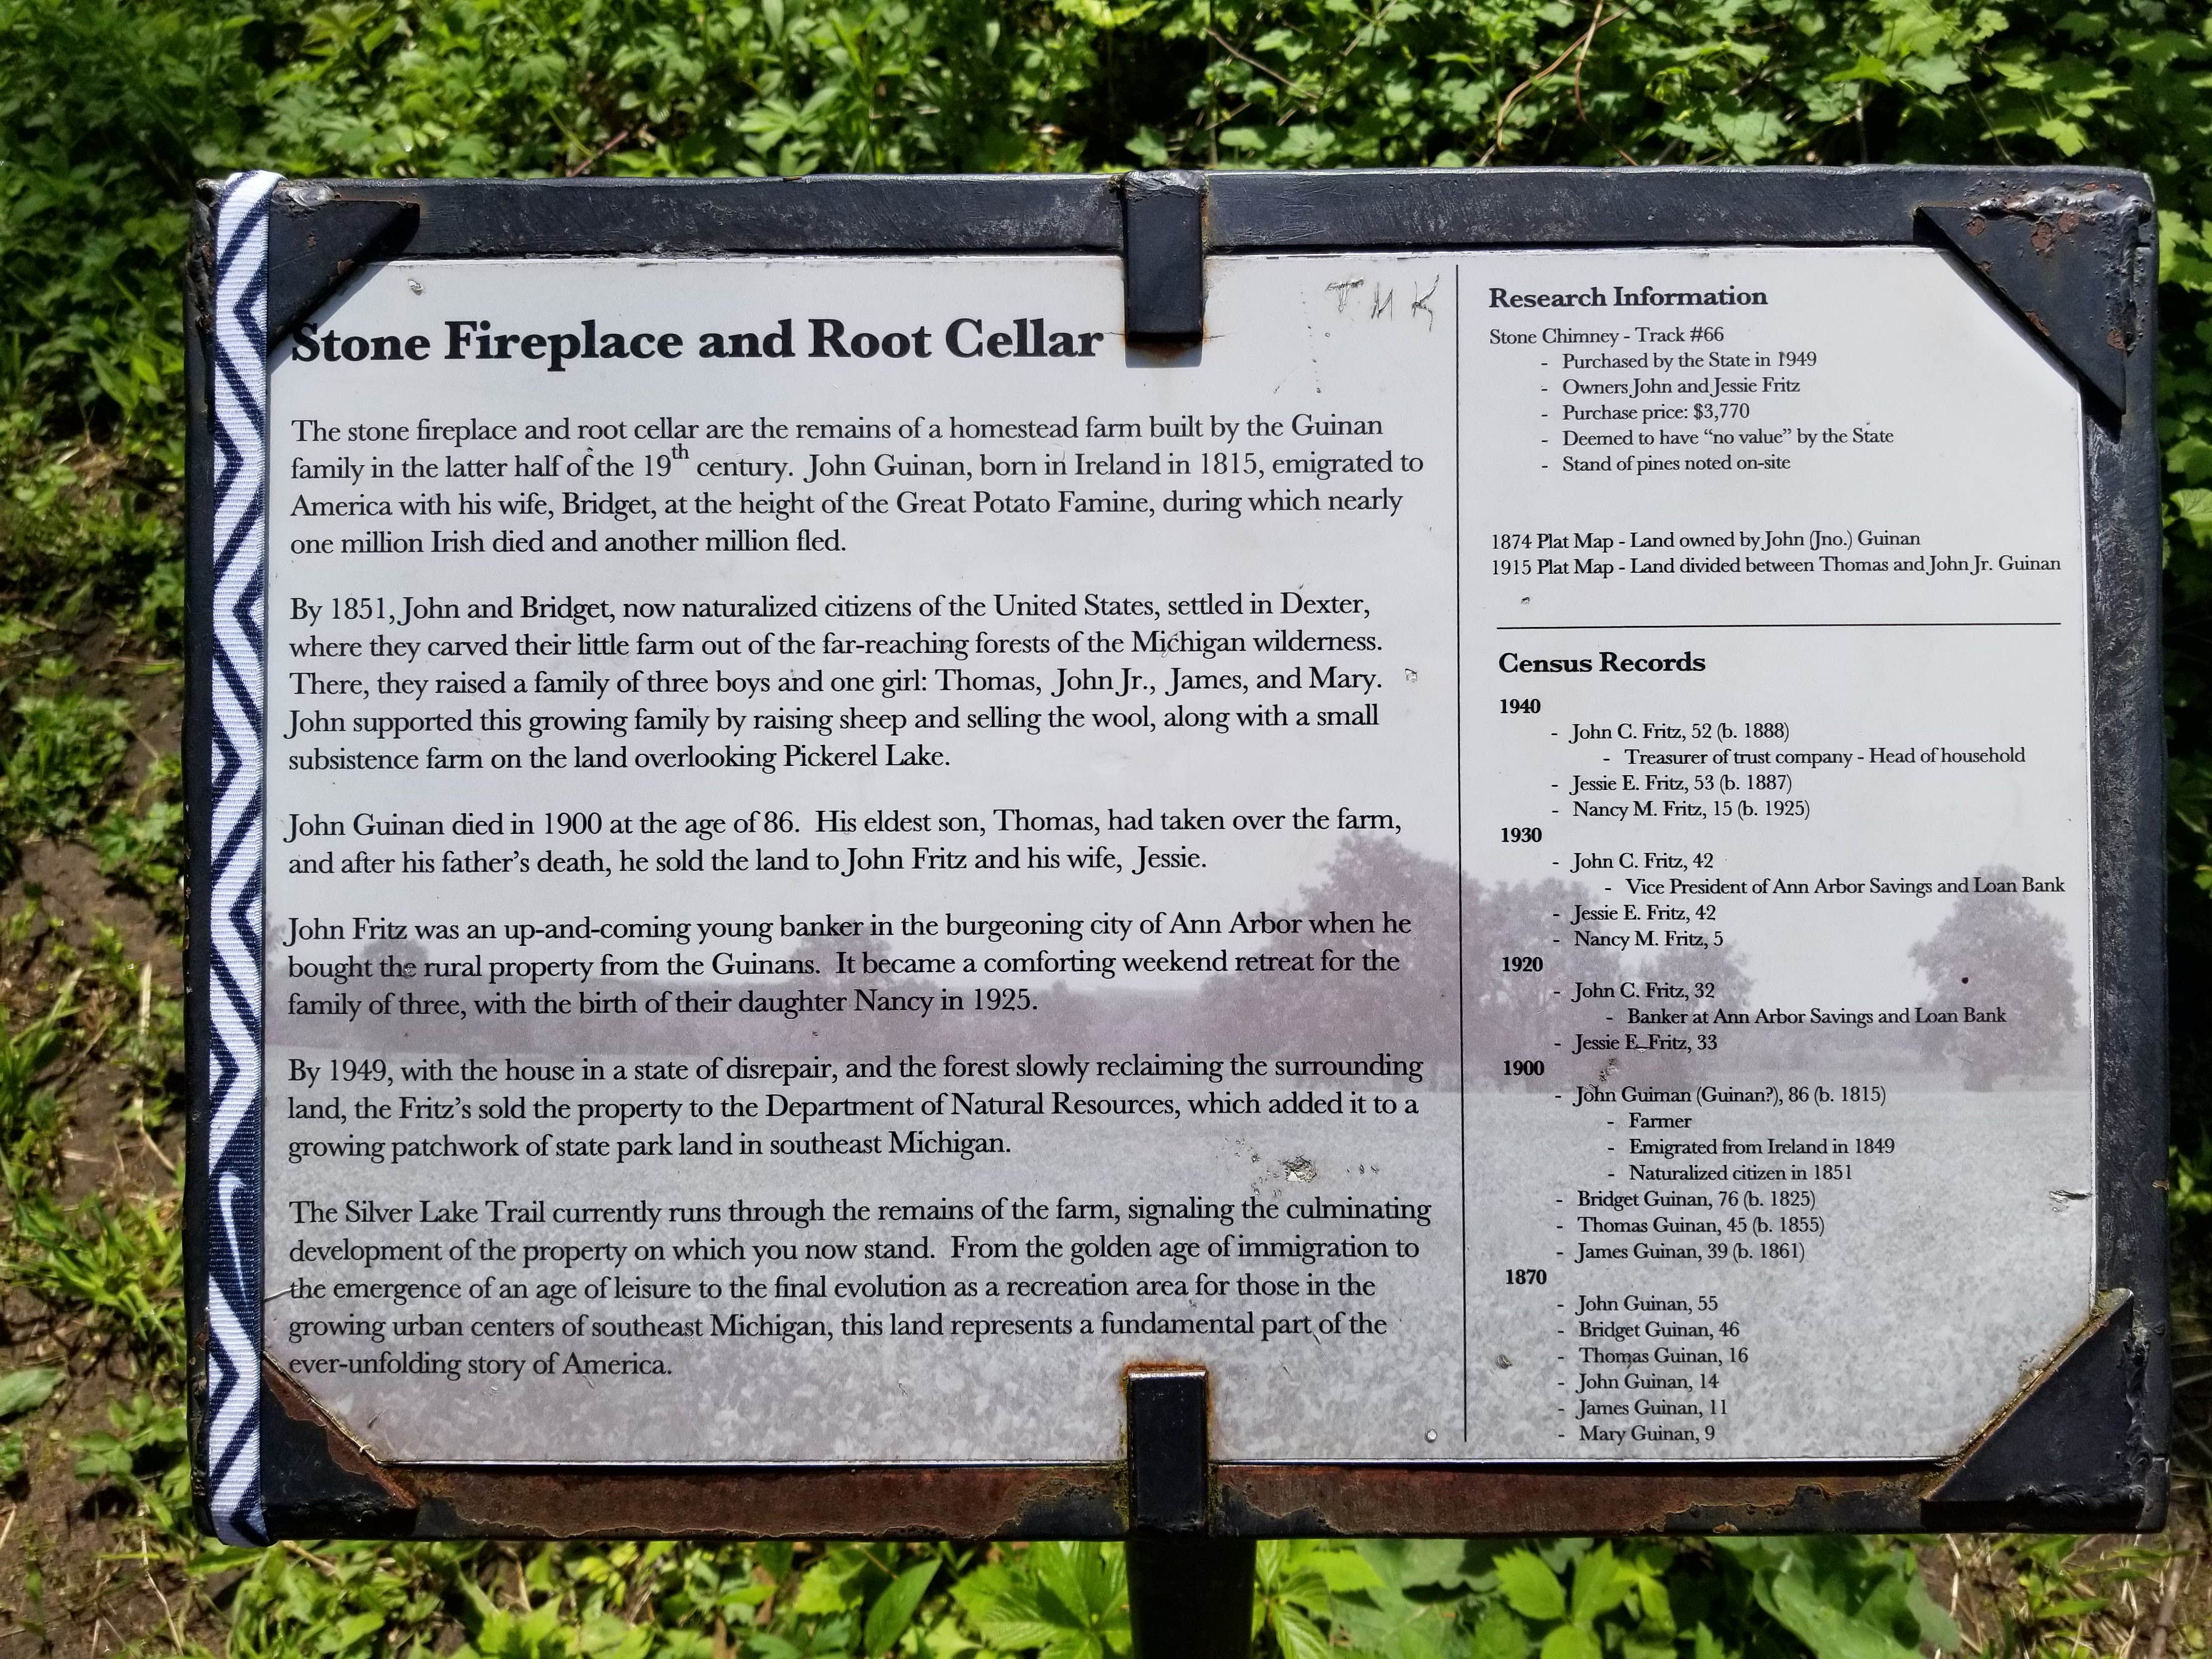 Stone Fireplace and Root Cellar
The stone fireplace and root cellar are the remains of a homestead farm built by the Guinan
family in the latter half of the 19th century. John Guinan, born in Ireland in 1815, emigrated to
America with his wife, Bridget, at the height of the Great Potato Famine, during which nearly
one million Irish died and another million fled.
By 1851, John and Bridget, now naturalized citizens of the United States, settled in Dexter,
where they carved their little farm out of the far-reaching forests of the Michigan wilderness.
There, they raised a family of three boys and one girl: Thomas, John Jr., James, and Mary.
John supported this growing family by raising sheep and selling the wool, along with a small
subsistence farm on the land overlooking Pickerel Lake.
John Guinan died in 1900 at the age of 86. His eldest son, Thomas, had taken over the farm,
and after his father's death, he sold the land to John Fritz and his wife, Jessie.
John Fritz was an up-and-coming young banker in the burgeoning city of Ann Arbor when he
bought the rural property from the Guinans. It became a comforting weekend retreat for the
family of three, with the birth of their daughter Nancy in 1925.
By 1949, with the house in a state of disrepair, and the forest slowly reclaiming the surrounding
land, the Fritz's sold the property to the Department of Natural Resources, which added it to a
growing patchwork of state park land in southeast Michigan.
The Silver Lake Trail currently runs through the remains of the farm, signaling the culminating
development of the property on which you now stand. From the golden age of immigration to
the emergence of an age of leisure to the final evolution as a recreation area for those in the
growing urban centers of southeast Michigan, this land represents a fundamental part of the
ever-unfolding story of America.
TMK
Research Information
Stone Chimney - Track #66
- Purchased by the State in 1949
- Owners John and Jessie Fritz
- Purchase price: $3,770
- Deemed to have “no value” by the State
- Stand of pines noted on-site
1874 Plat Map - Land owned by John (Jno.) Guinan
1915 Plat Map - Land divided between Thomas and John Jr. Guinan
Census Records
1940
- John C. Fritz, 52 (b. 1888)
- Treasurer of trust company - Head of household
- Jessie E. Fritz, 53 (b. 1887)
- Nancy M. Fritz, 15 (b. 1925)
1930
- John C. Fritz, 42
- Vice President of Ann Arbor Savings and Loan Bank
- Jessie E. Fritz, 42
- Nancy M. Fritz, 5
1920
- John C. Fritz, 32
- Banker at Ann Arbor Savings and Loan Bank
- Jessie E. Fritz, 33
1900
- John Guiman (Guinan?), 86 (b. 1815)
- Farmer
- Emigrated from Ireland in 1849
- Naturalized citizen in 1851
- Bridget Guinan, 76 (b. 1825)
- Thomas Guinan, 45 (b. 1855)
- James Guinan, 39 (b. 1861)
1870
- John Guinan, 55
- Bridget Guinan, 46
- Thomas Guinan, 16
- John Guinan, 14
- James Guinan, 11
- Mary Guinan, 9